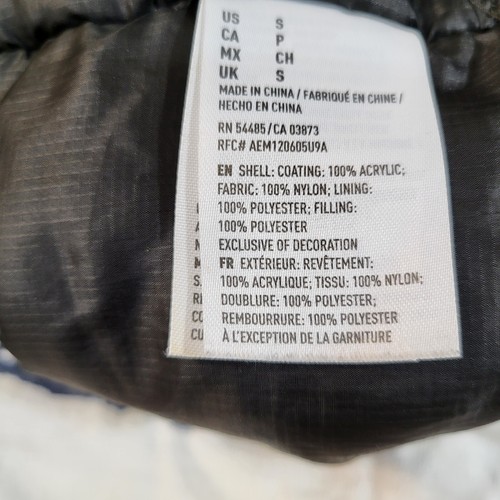 US S
CA P
MX CH
UK S
MADE IN CHINA / FABRIQUÉ EN CHINE /
HECHO EN CHINA
RN 54485/CA 03873
RFC# AEM120605U9A
EN SHELL: COATING: 100% ACRYLIC;
FABRIC: 100% NYLON; LINING:
100% POLYESTER; FILLING:
100% POLYESTER
EXCLUSIVE OF DECORATION
FR EXTÉRIEUR: REVÊTEMENT:
100% ACRYLIQUE; TISSU: 100% NYLON;
DOUBLURE: 100% POLYESTER;
REMBOURRURE: 100% POLYESTER
À L'EXCEPTION DE LA GARNITURE